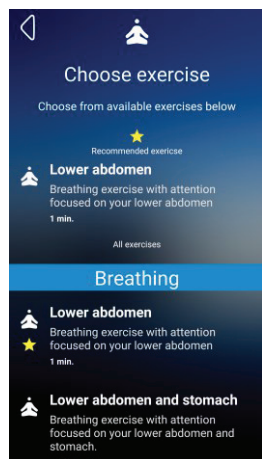 Choose exercise
Choose from available exercises below
Recommended exericse
Lower abdomen
Breathing exercise with attention
focused on your lower abdomen
1 min.
All exercises
Breathing
Lower abdomen
Breathing exercise with attention
focused on your lower abdomen
1 min.
Lower abdomen and stomach
Breathing exercise with attention
focused on your lower abdomen and
stomach.